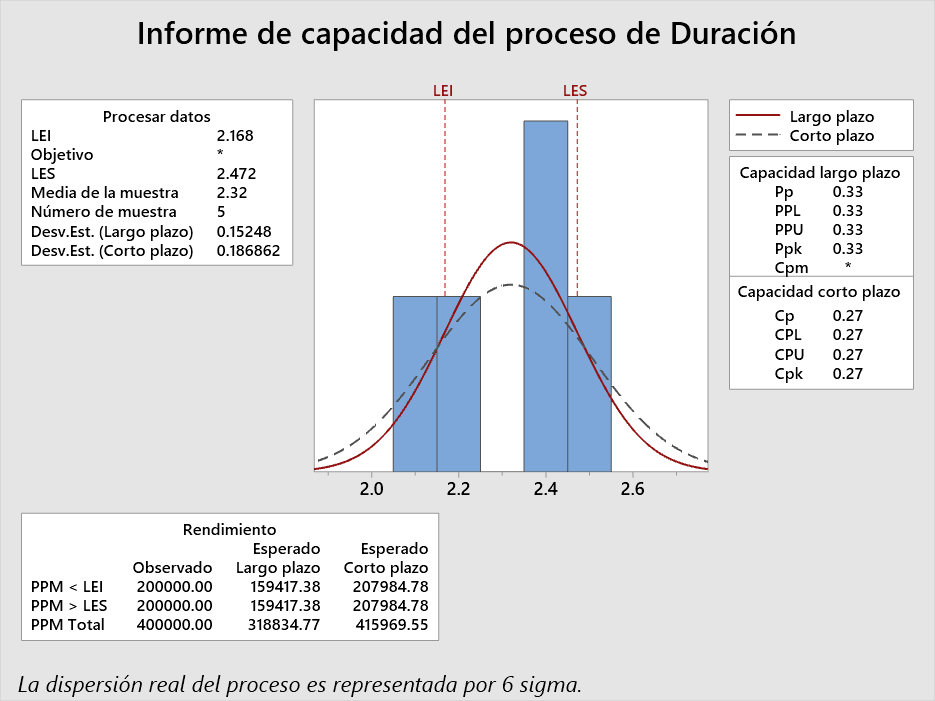 Informe de capacidad del proceso de Duración
LEI LES
Procesar datos
LEI 2.168
Objetivo *
LES 2.472
Media de la muestra 2.32
Número de muestra 5
Desv.Est. (Largo plazo) 0.15248
Desv.Est. (Corto plazo) 0.186862
Largo plazo
Corto plazo
Capacidad largo plazo
Pp 0.33
PPL 0.33
PPU 0.33
Ppk 0.33
Cpm *
Capacidad corto plazo
Cp 0.27
CPL 0.27
CPU 0.27
Cpk 0.27
2.0 2.2 2.4 2.6
Rendimiento
Esperado Esperado
Observado Largo plazo Corto plazo
PPM < LEI 200000.00 159417.38 207984.78
PPM > LES 200000.00 159417.38 207984.78
PPM Total 400000.00 318834.77 415969.55
La dispersión real del proceso es representada por 6 sigma.